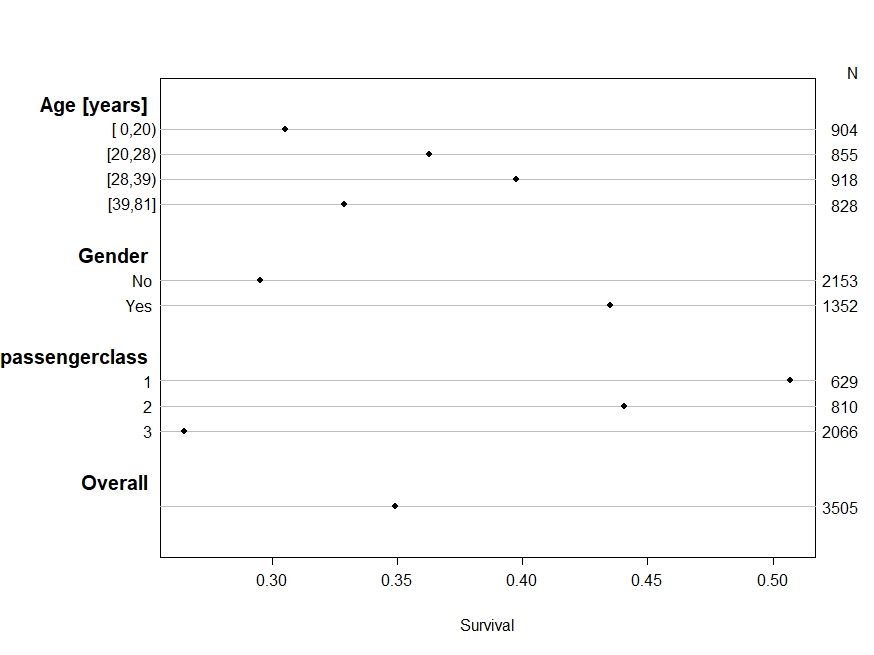 N
Age [years]
[ 0,20) 904
[20,28) 855
[28,39) 918
[39,81] 828
Gender
No 2153
Yes 1352
passengerclass
1 629
2 810
3 2066
Overall
3505
0.30 0.35 0.40 0.45 0.50
Survival